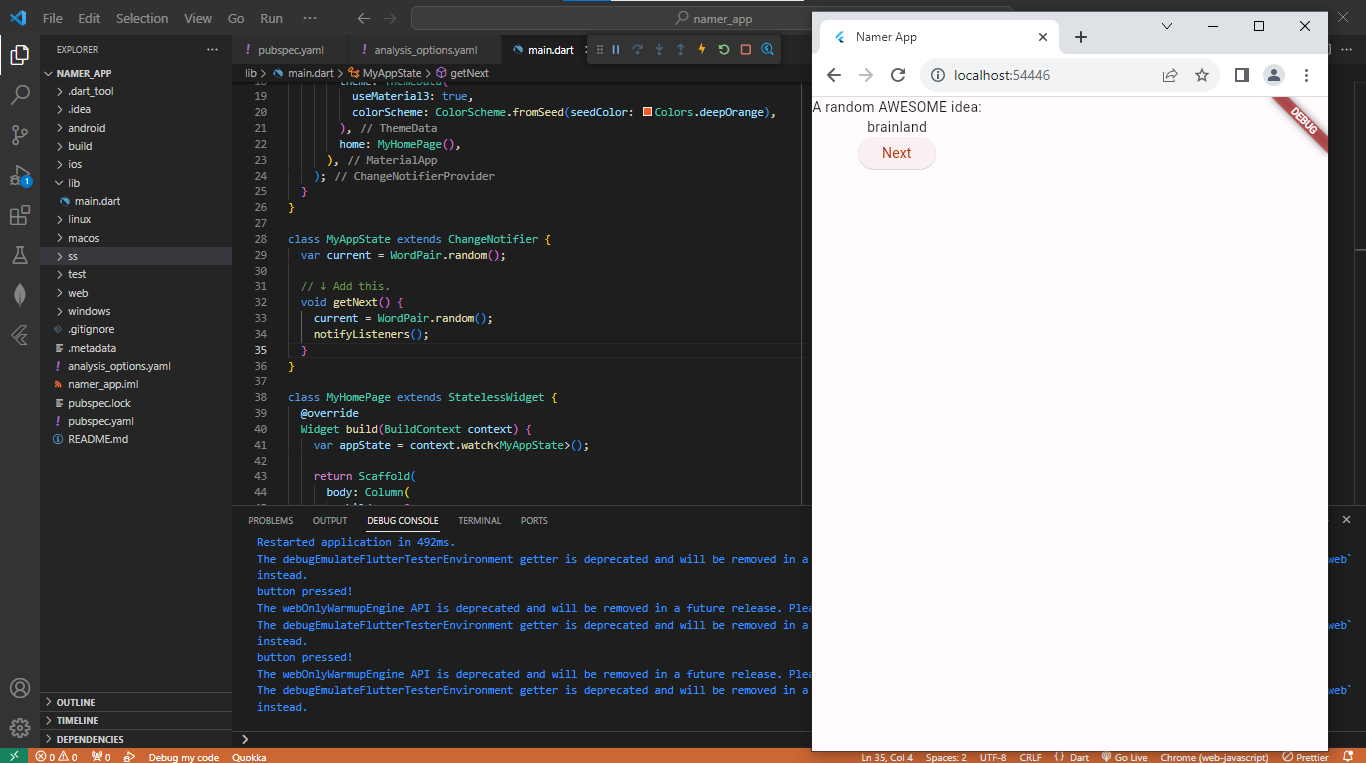 File Edit Selection View Go Run ··· namer_app
EXPLORER ···
NAMER_APP
.dart_tool
.idea
android
build
ios
lib
main.dart
linux
macos
ss
test
web
windows
.gitignore
.metadata
analysis_options.yaml
namer_app.iml
pubspec.lock
pubspec.yaml
README.md
OUTLINE
TIMELINE
DEPENDENCIES
pubspec.yaml analysis_options.yaml main.dart
lib > main.dart > MyAppState > getNext
18 theme: ThemeData(
19 useMaterial3: true,
20 colorScheme: ColorScheme.fromSeed(seedColor: Colors.deepOrange),
21 ), // ThemeData
22 home: MyHomePage(),
23 ), // MaterialApp
24 ); // ChangeNotifierProvider
25 }
26 }
27
28 class MyAppState extends ChangeNotifier {
29 var current = WordPair.random();
30
31 // ↓ Add this.
32 void getNext() {
33 current = WordPair.random();
34 notifyListeners();
35 }
36 }
37
38 class MyHomePage extends StatelessWidget {
39 @override
40 Widget build(BuildContext context) {
41 var appState = context.watch<MyAppState>();
42
43 return Scaffold(
44 body: Column(
PROBLEMS OUTPUT DEBUG CONSOLE TERMINAL PORTS
Restarted application in 492ms.
The debugEmulateFlutterTesterEnvironment getter is deprecated and will be removed in a web`
instead.
button pressed!
The webOnlyWarmupEngine API is deprecated and will be removed in a future release. Plea
The debugEmulateFlutterTesterEnvironment getter is deprecated and will be removed in a web`
instead.
button pressed!
The webOnlyWarmupEngine API is deprecated and will be removed in a future release. Plea
The debugEmulateFlutterTesterEnvironment getter is deprecated and will be removed in a web`
instead.
Namer App
localhost:54446
A random AWESOME idea:
brainland
Next
DEBUG
1
0 0 0 Debug my code Quokka Ln 35, Col 4 Spaces: 2 UTF-8 CRLF {} Dart Go Live Chrome (web-javascript) Prettier